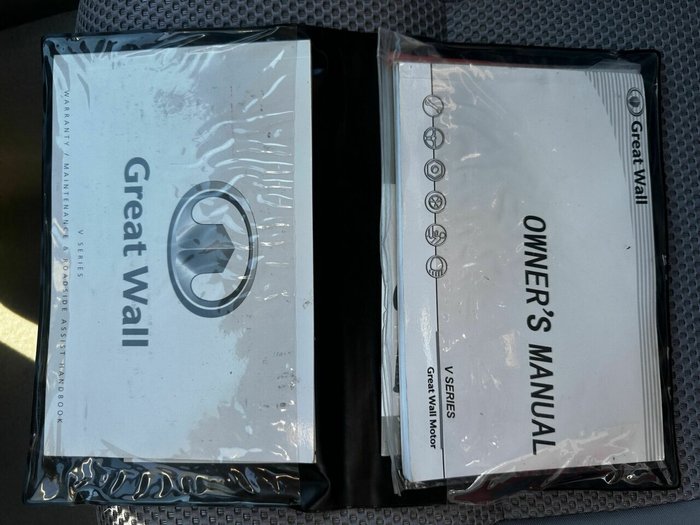 Great Wall
V SERIES
WARRANTY / MAINTENANCE & ROADSIDE ASSIST HANDBOOK
Great Wall
OWNER'S MANUAL
V SERIES
Great Wall Motor